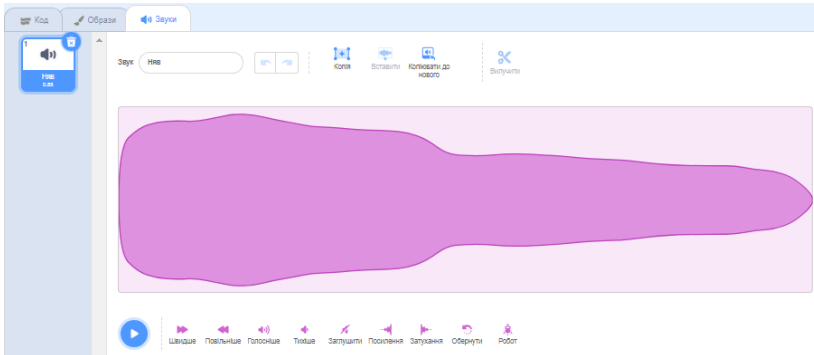 Код Образи Звуки
1
Няв
0.85
Звук Няв
Копія Вставити Копіювати до нового Вилучити
Швидше Повільніше Голосніше Тихіше Заглушити Посилення Затухання Обернути Робот